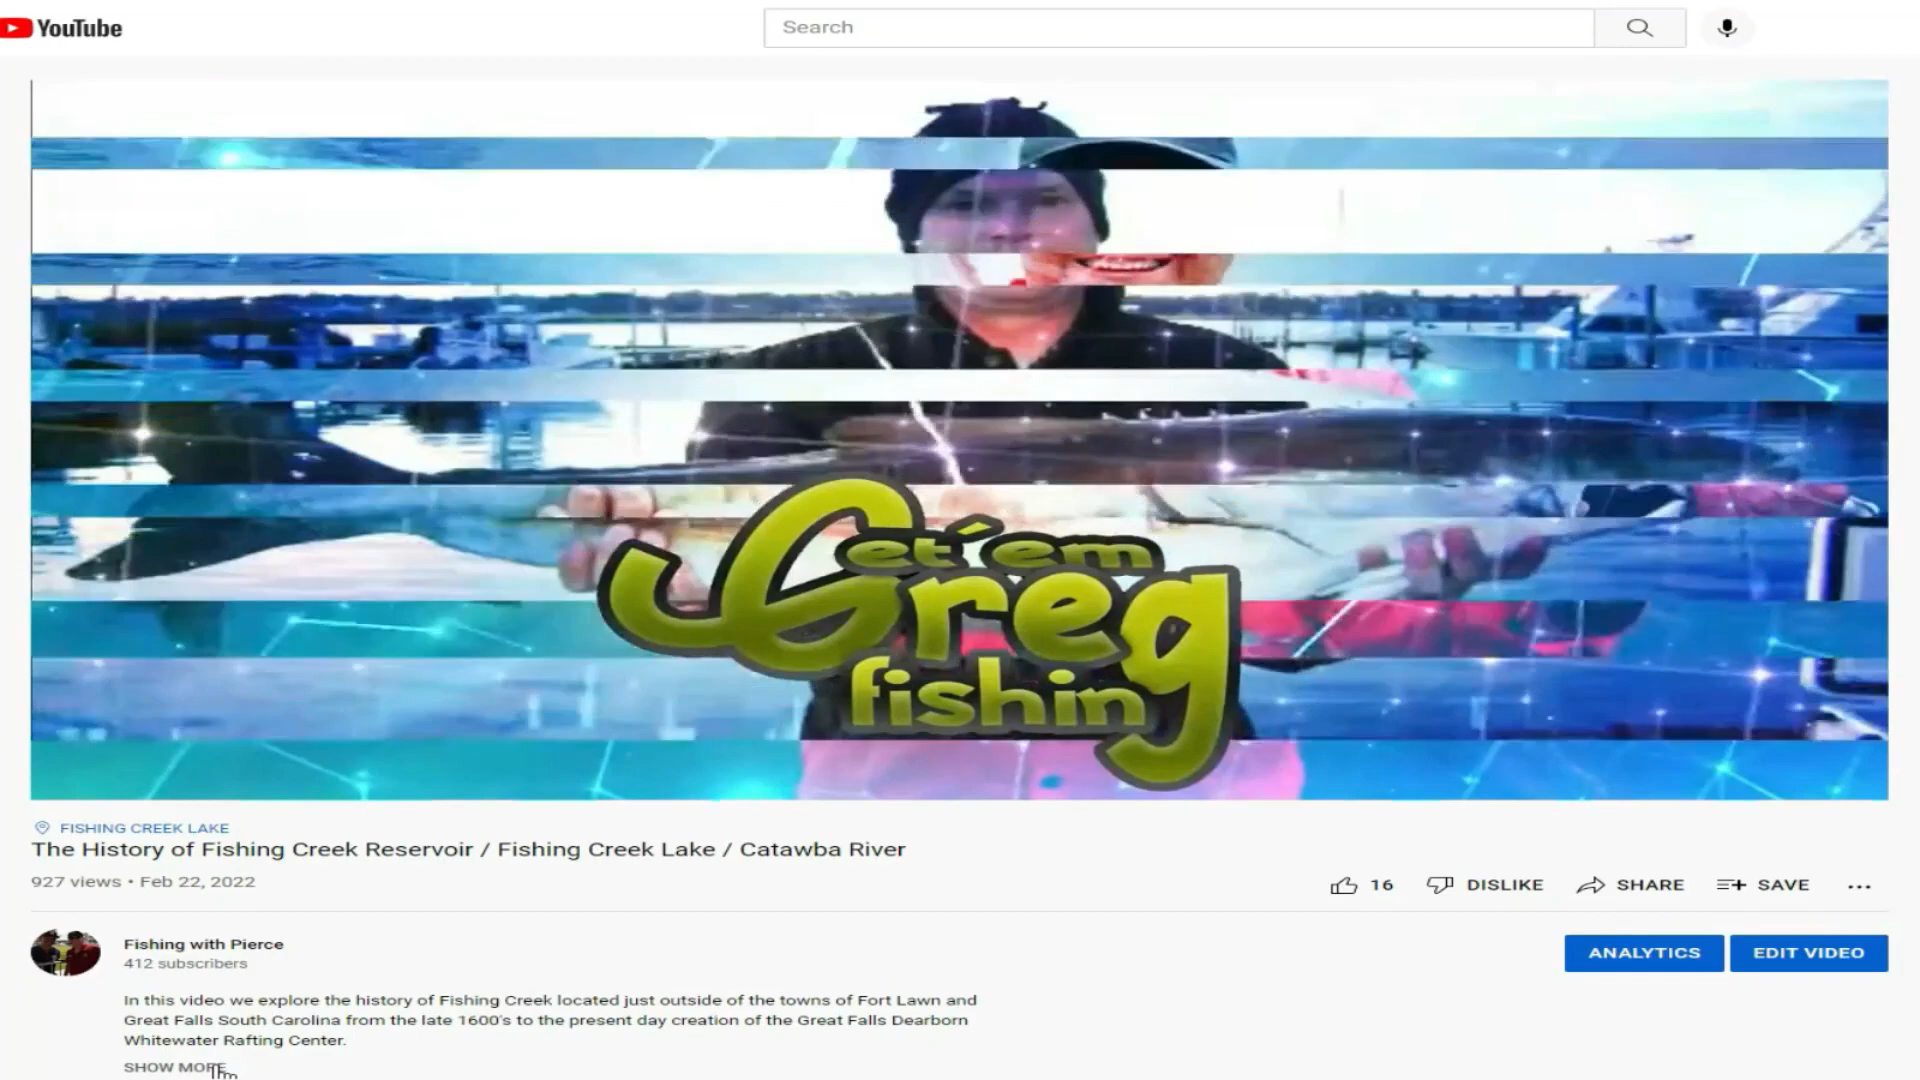 YouTube
Search
Get´em
Greg
fishin
FISHING CREEK LAKE
The History of Fishing Creek Reservoir / Fishing Creek Lake / Catawba River
927 views • Feb 22, 2022
16 DISLIKE SHARE SAVE
Fishing with Pierce
412 subscribers
ANALYTICS EDIT VIDEO
In this video we explore the history of Fishing Creek located just outside of the towns of Fort Lawn and
Great Falls South Carolina from the late 1600's to the present day creation of the Great Falls Dearborn
Whitewater Rafting Center.
SHOW MORE